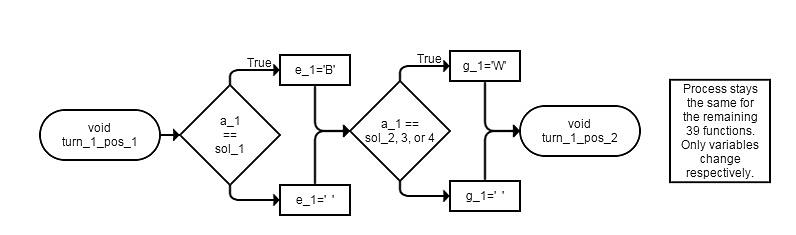 void
turn_1_pos_1
a_1
==
sol_1
True
e_1='B'
e_1=' '
a_1 ==
sol_2, 3, or 4
True
g_1='W'
g_1=' '
void
turn_1_pos_2
Process stays
the same for
the remaining
39 functions.
Only variables
change
respectively.